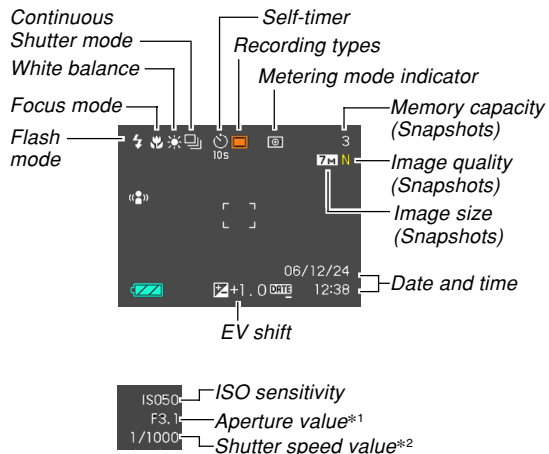 Continuous
Shutter mode
White balance
Focus mode
Flash
mode
Self-timer
Recording types
Metering mode indicator
Memory capacity
(Snapshots)
Image quality
(Snapshots)
Image size
(Snapshots)
Date and time
EV shift
10s
3
7M N
06/12/24
+1.0 DATE 12:38
ISO50
F3.1
1/1000
ISO sensitivity
Aperture value*1
Shutter speed value*2